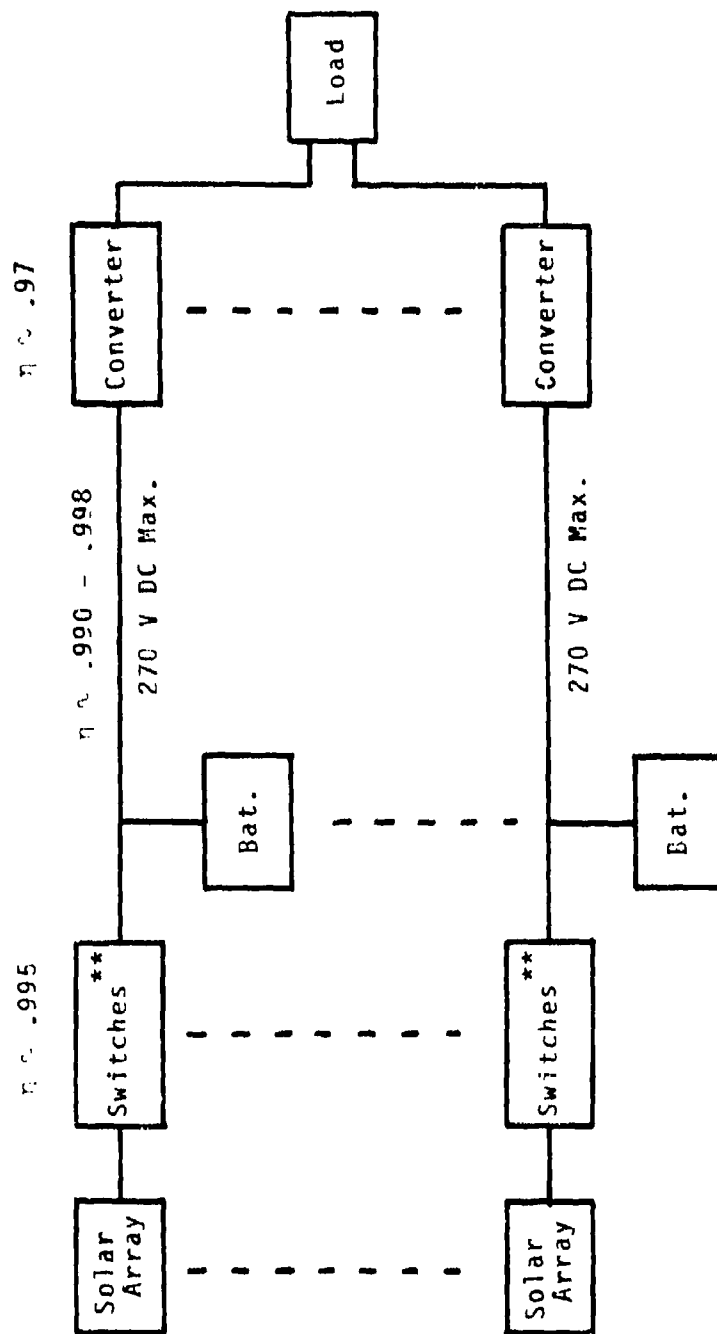 η ~ .995
η ~ .990 - .998
η ~ .97
Solar
Array
Switches **
Bat.
270 V DC Max.
Converter
Load
Solar
Array
Switches **
Bat.
270 V DC Max.
Converter